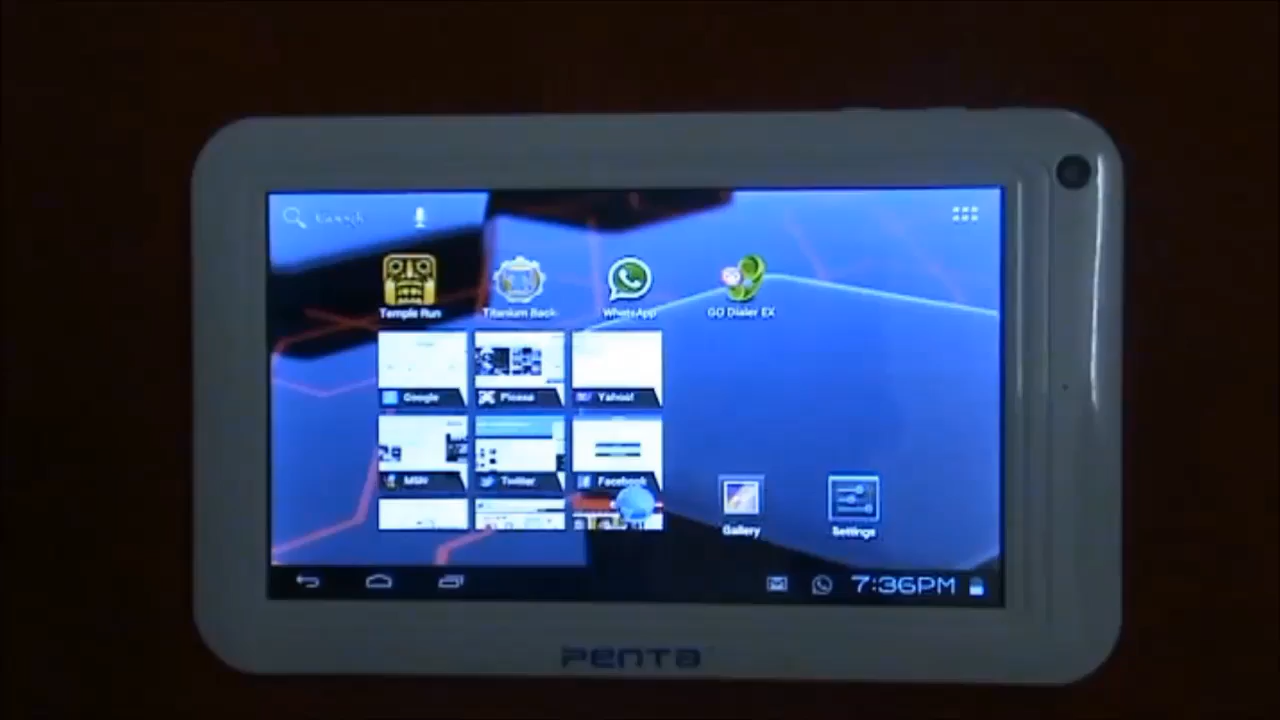 Google
Temple Run
Titanium Back
WhatsApp
GO Dialer EX
Google
Picasa
Yahoo!
MSN
Twitter
Facebook
Gallery
Settings
7:36PM
PENTA